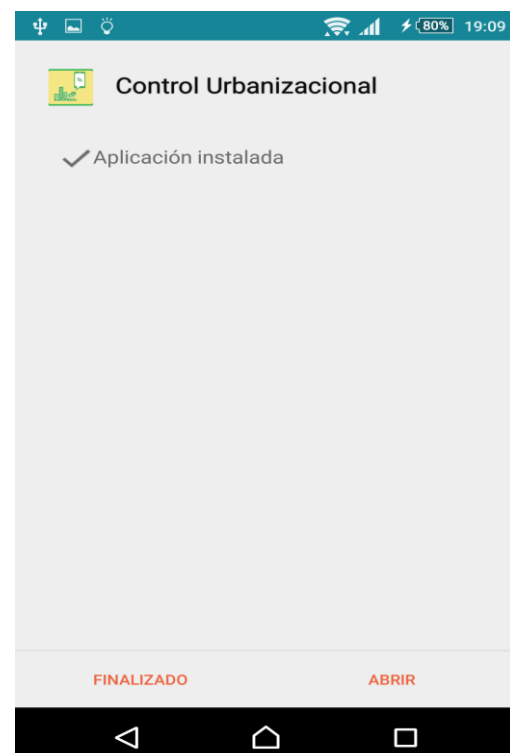 80% 19:09
Control Urbanizacional
Aplicación instalada
FINALIZADO ABRIR